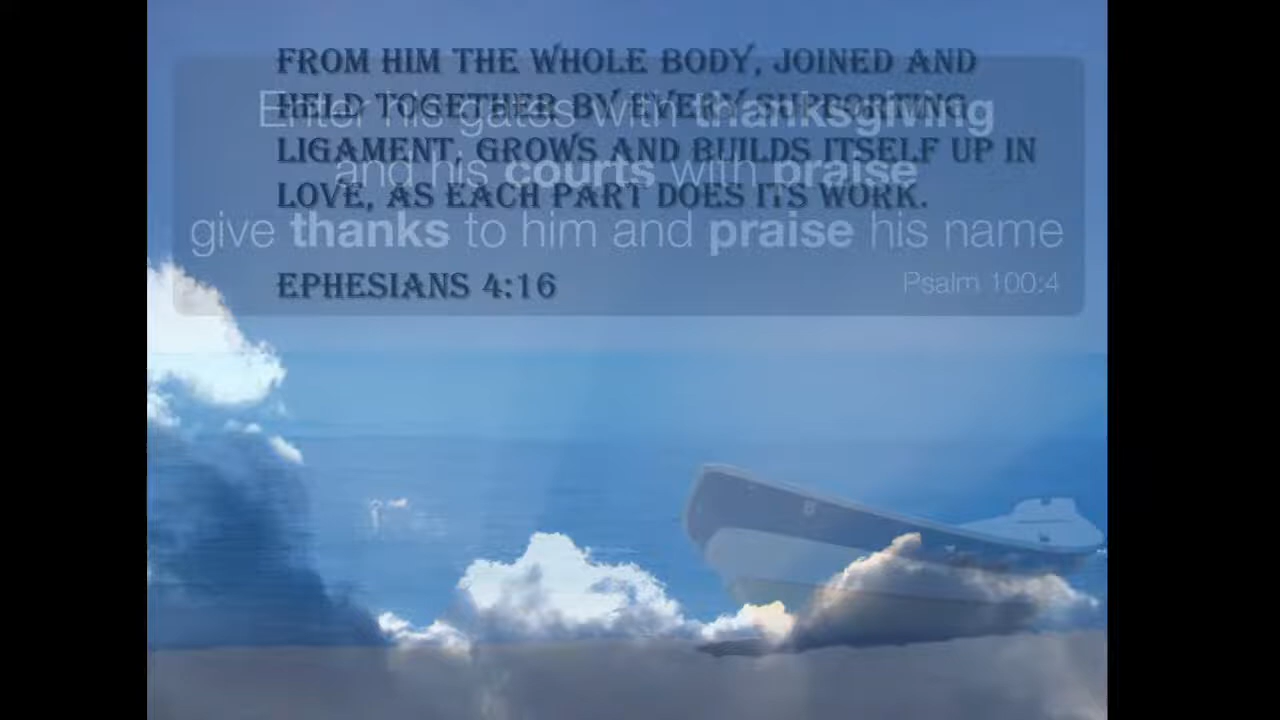 FROM HIM THE WHOLE BODY, JOINED AND
HELD TOGETHER BY EVERY SUPPORTING
LIGAMENT, GROWS AND BUILDS ITSELF UP IN
LOVE, AS EACH PART DOES ITS WORK.
EPHESIANS 4:16
Enter his gates with thanksgiving
and his courts with praise
give thanks to him and praise his name
Psalm 100:4